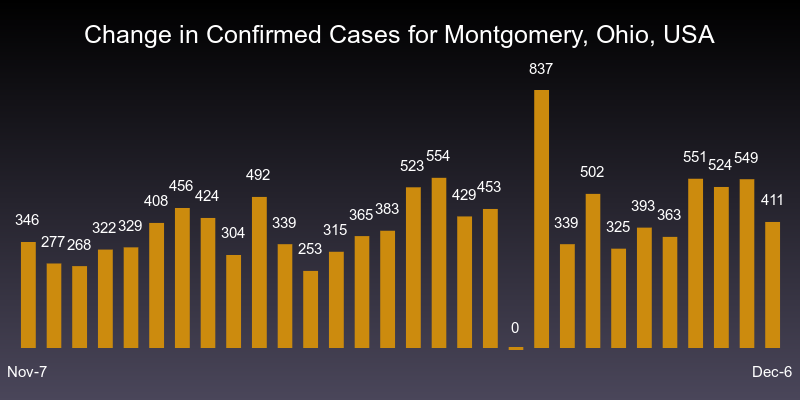 Change in Confirmed Cases for Montgomery, Ohio, USA
346 277 268 322 329 408 456 424 304 492 339 253 315 365 383 523 554 429 453 0 837 339 502 325 393 363 551 524 549 411
Nov-7 Dec-6